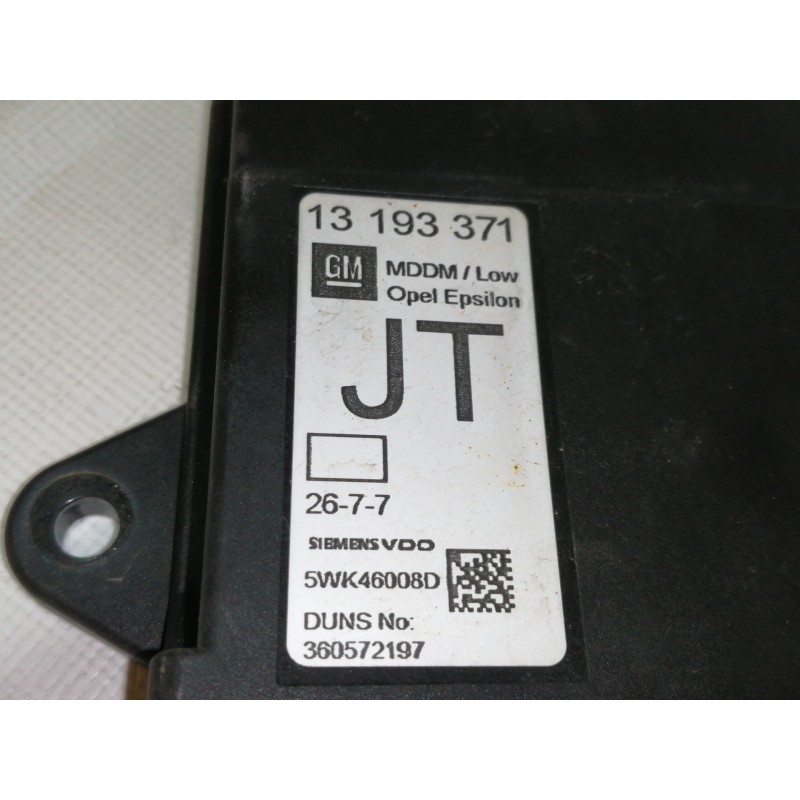 13 193 371
GM MDDM / Low
Opel Epsilon
JT
26-7-7
SIEMENS VDO
5WK46008D
DUNS No:
360572197